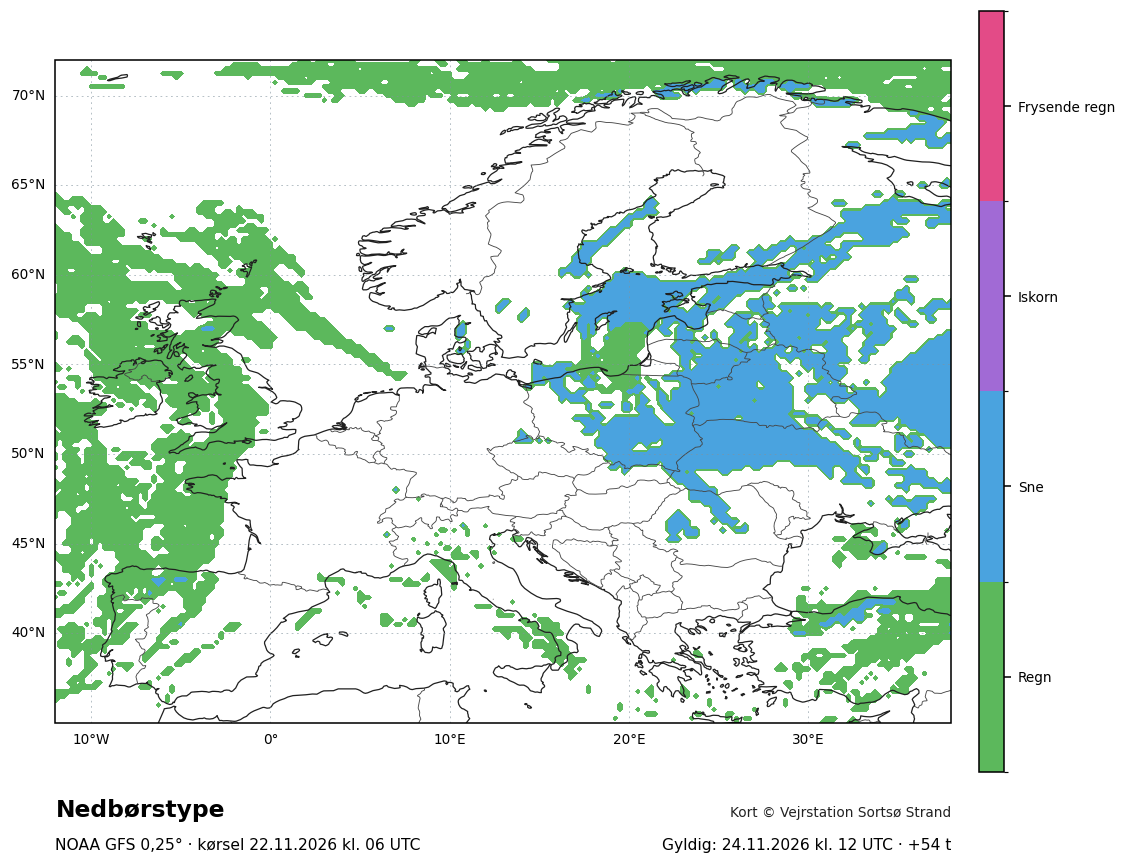 70°N
65°N
60°N
55°N
50°N
45°N
40°N
10°W
0°
10°E
20°E
30°E
Frysende regn
Iskorn
Sne
Regn
Nedbørstype
Kort © Vejrstation Sortsø Strand
NOAA GFS 0,25° · kørsel 22.11.2026 kl. 06 UTC
Gyldig: 24.11.2026 kl. 12 UTC · +54 t